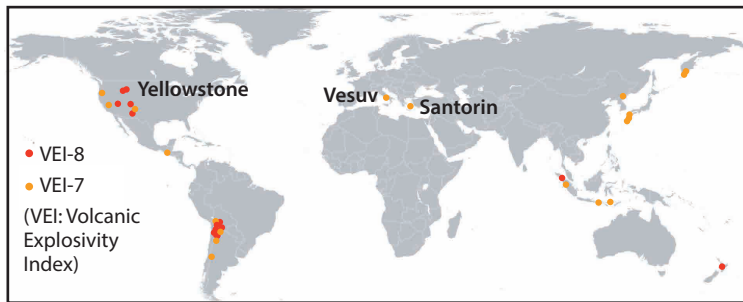 Yellowstone
Vesuv
Santorin
VEI-8
VEI-7
(VEI: Volcanic
Explosivity
Index)